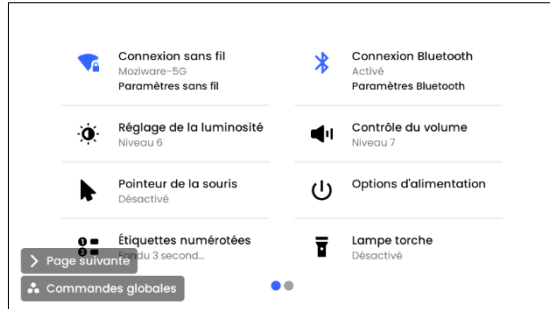 Connexion sans fil
Moziware-5G
Paramètres sans fil
Connexion Bluetooth
Activé
Paramètres Bluetooth
Réglage de la luminosité
Niveau 6
Contrôle du volume
Niveau 7
Pointeur de la souris
Désactivé
Options d'alimentation
Étiquettes numérotées
Fondu 3 second...
Lampe torche
Désactivé
Page suivante
Commandes globales